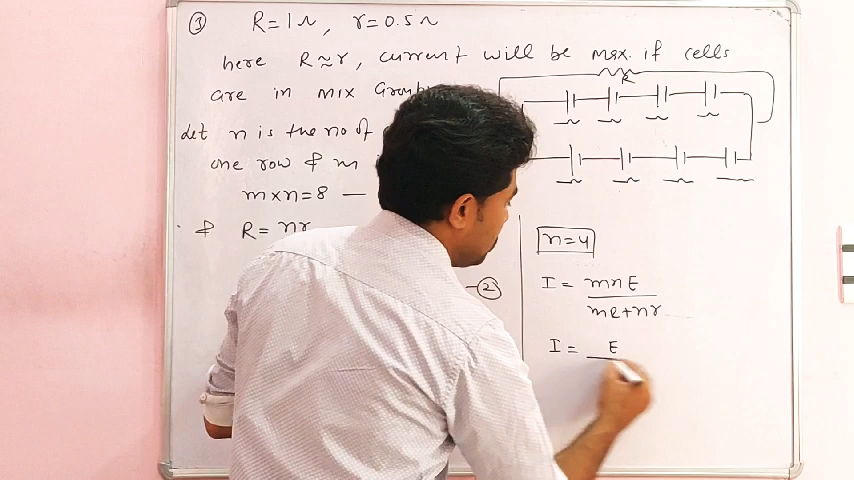 ③ R = 1 Ω, r = 0.5 Ω
here R ≈ r, current will be max. if cells
are in mix
R
Let n is the no of
one row & m
m×n = 8 —
& R = nr
— ②
n = 4
I = mnE / mR+nr
I = E